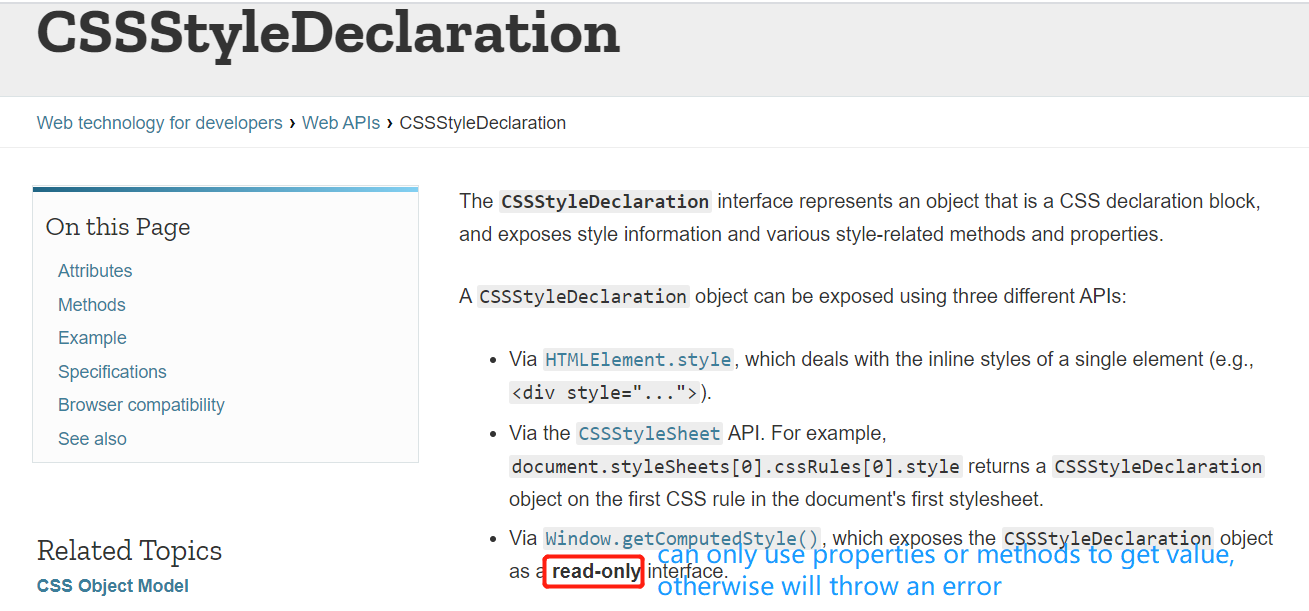 CSSStyleDeclaration
Web technology for developers › Web APIs › CSSStyleDeclaration
On this Page
Attributes
Methods
Example
Specifications
Browser compatibility
See also
Related Topics
CSS Object Model
The CSSStyleDeclaration interface represents an object that is a CSS declaration block,
and exposes style information and various style-related methods and properties.
A CSSStyleDeclaration object can be exposed using three different APIs:
• Via HTMLElement.style, which deals with the inline styles of a single element (e.g.,
<div style="...">).
• Via the CSSStyleSheet API. For example,
document.styleSheets[0].cssRules[0].style returns a CSSStyleDeclaration
object on the first CSS rule in the document's first stylesheet.
• Via Window.getComputedStyle(), which exposes the CSSStyleDeclaration object
as a read-only interface.
can only use properties or methods to get value,
otherwise will throw an error